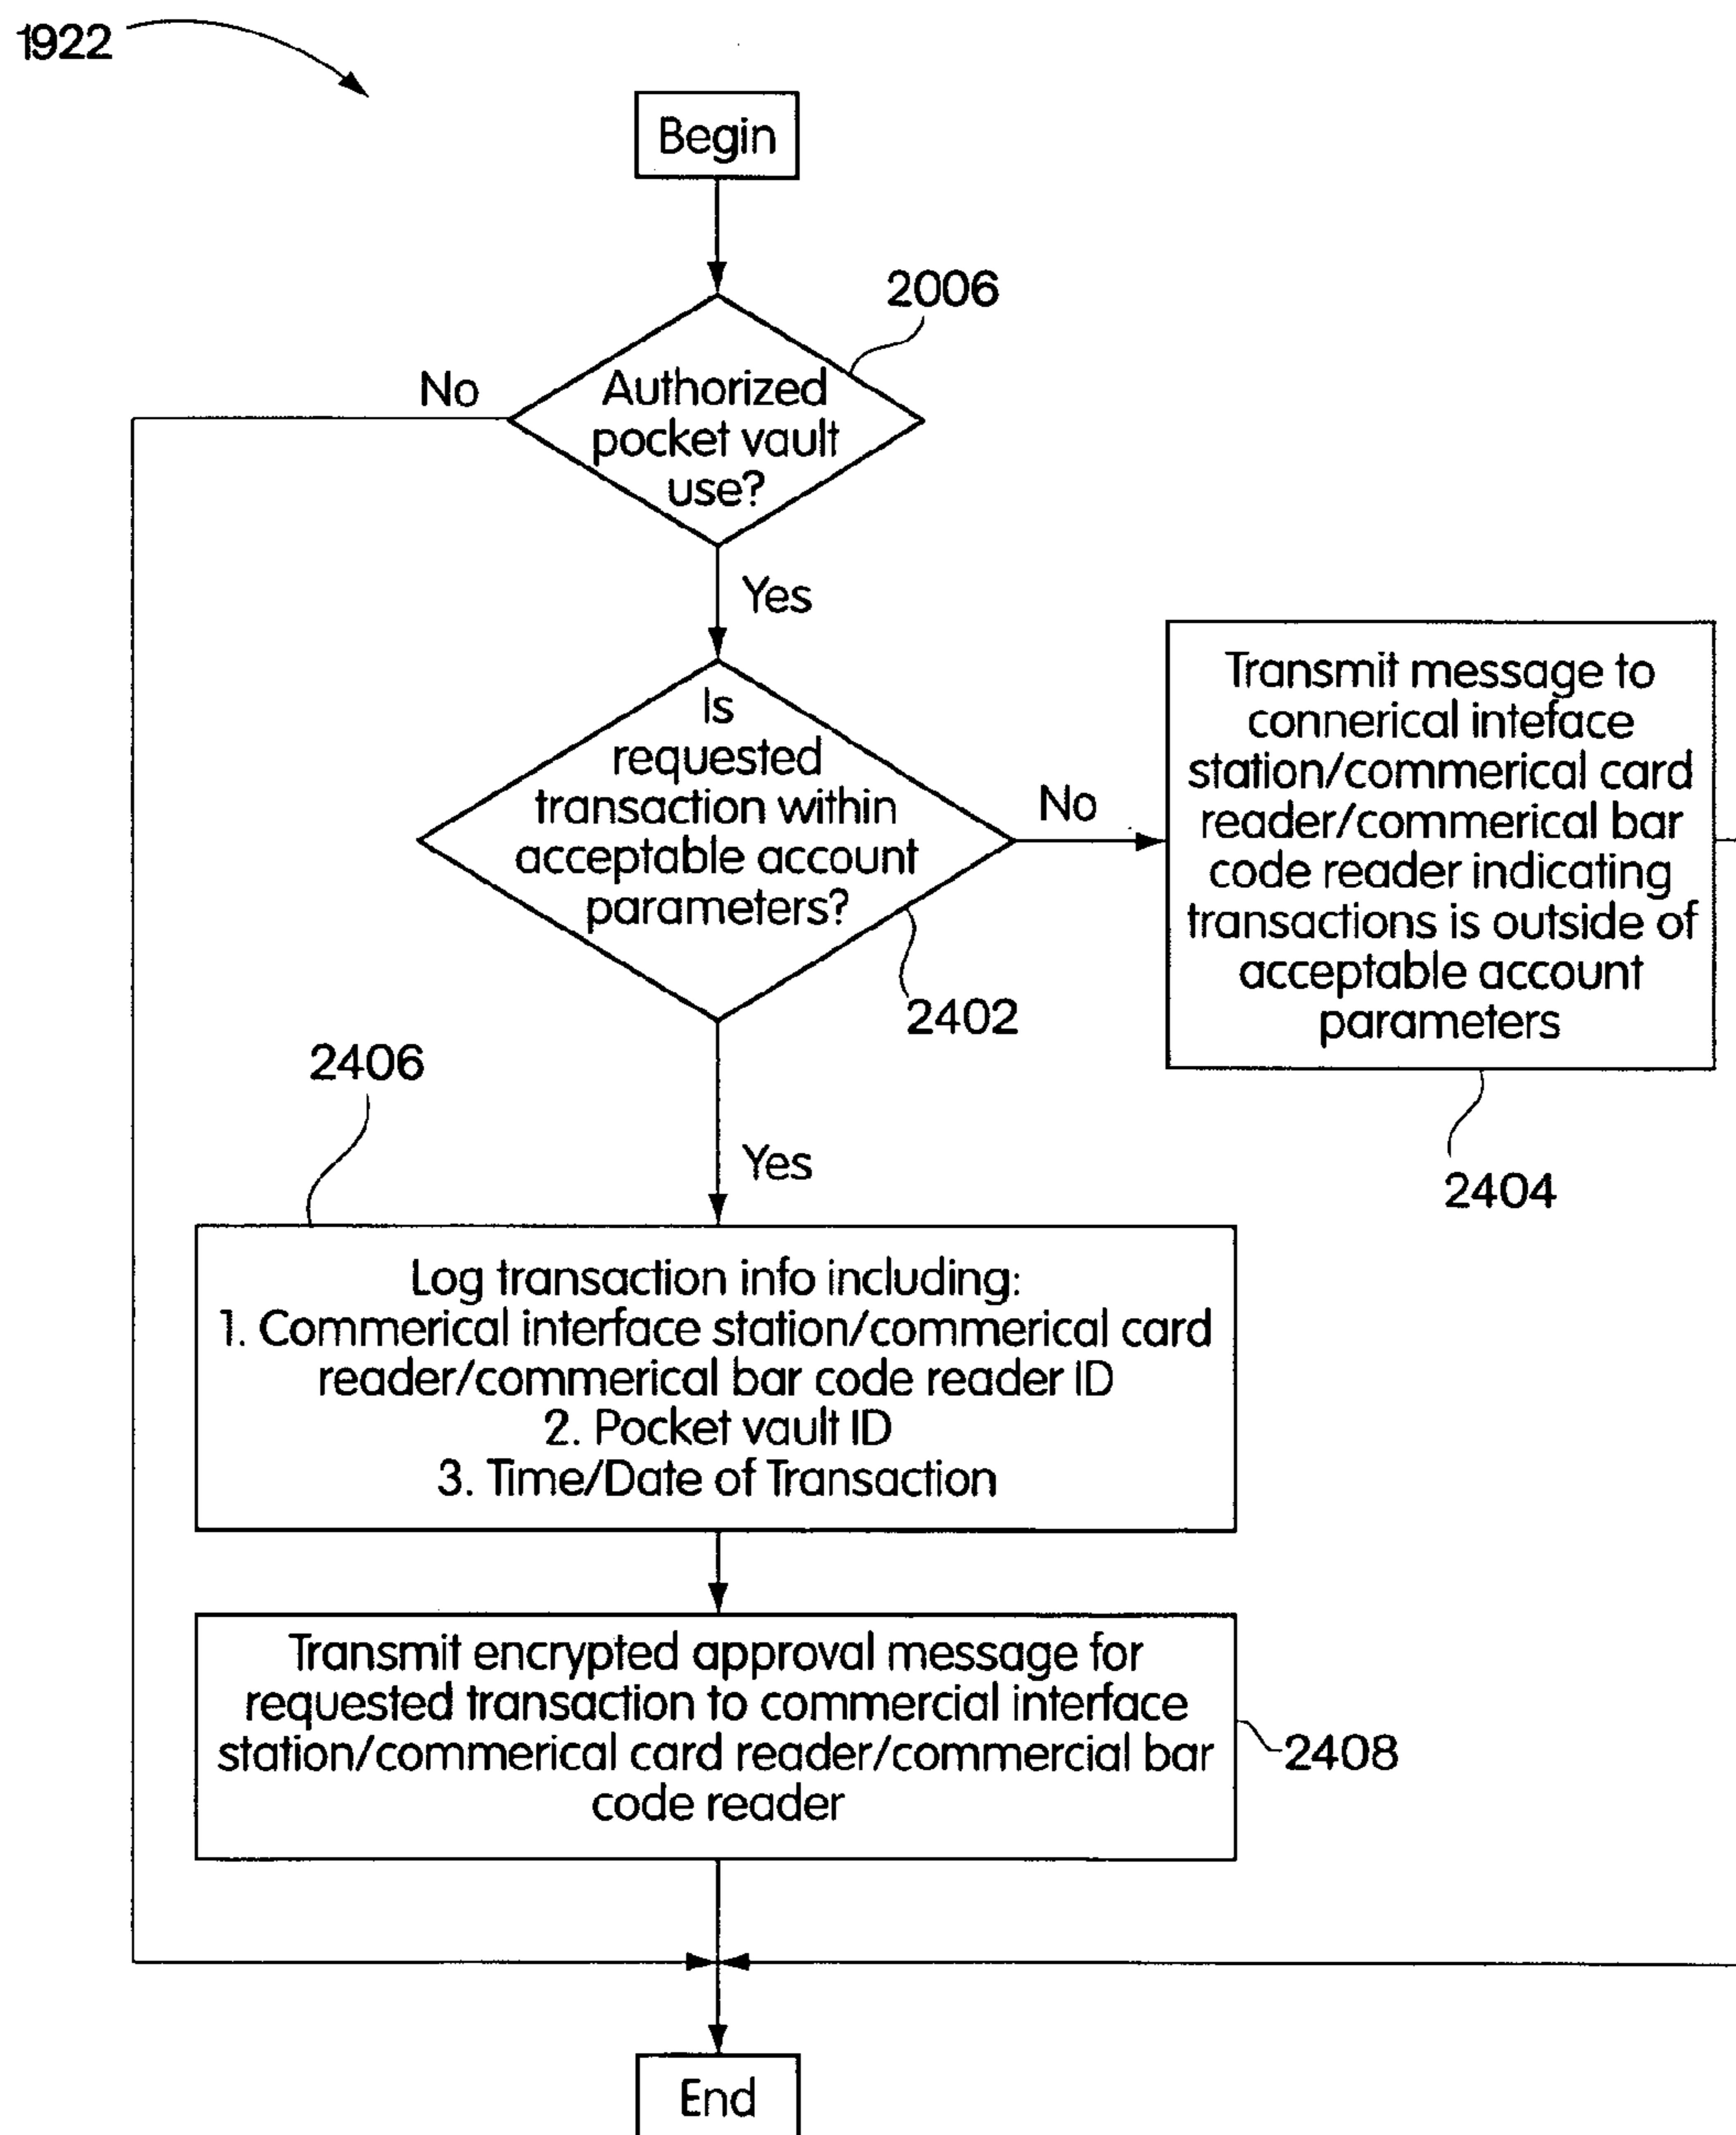 1922
Begin
2006
No
Authorized
pocket vault
use?
Yes
Is
requested
transaction within
acceptable account
parameters?
No
2402
Transmit message to
connerical inteface
station/commerical card
reader/commerical bar
code reader indicating
transactions is outside of
acceptable account
parameters
2404
2406
Yes
Log transaction info including:
1. Commerical interface station/commerical card
reader/commerical bar code reader ID
2. Pocket vault ID
3. Time/Date of Transaction
Transmit encrypted approval message for
requested transaction to commercial interface
station/commerical card reader/commercial bar
code reader
2408
End